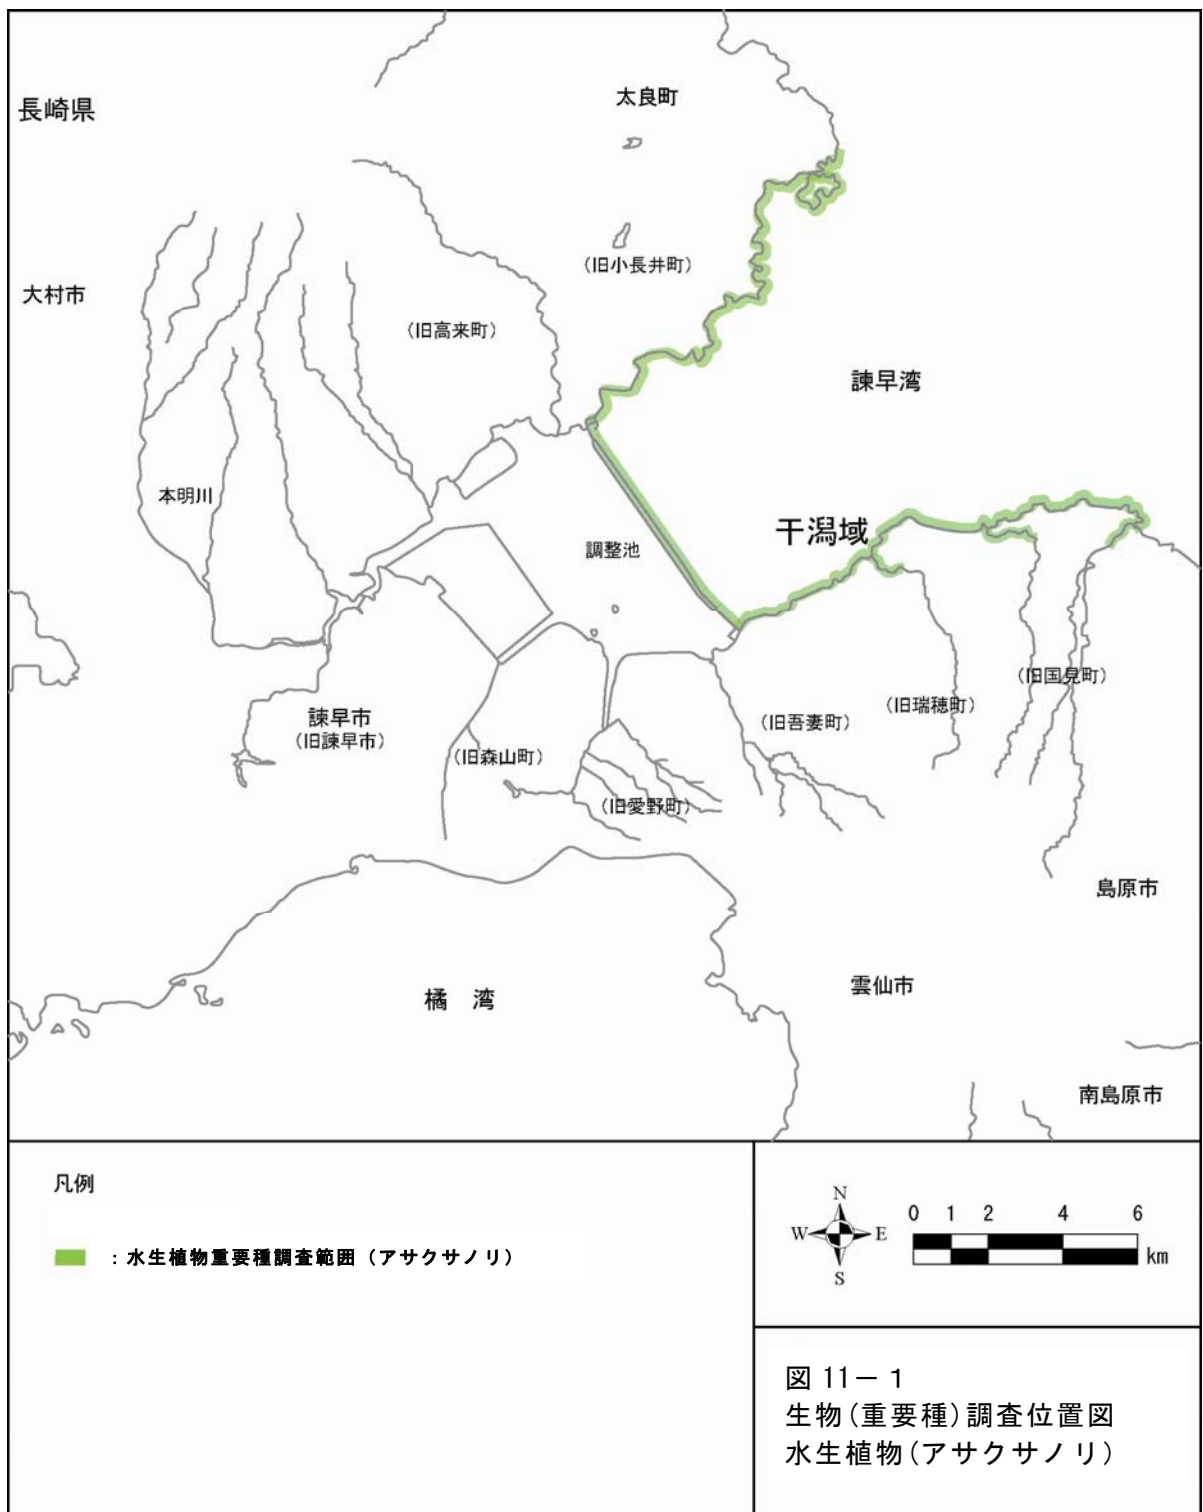 長崎県
太良町
(旧小長井町)
大村市
(旧高来町)
諫早湾
本明川
干潟域
調整池
(旧国見町)
(旧瑞穂町)
諫早市
(旧諫早市)
(旧吾妻町)
(旧森山町)
(旧愛野町)
島原市
雲仙市
橘 湾
南島原市
凡例
:水生植物重要種調査範囲(アサクサノリ)
N
W E
S
0 1 2 4 6
km
図 11-1
生物(重要種)調査位置図
水生植物(アサクサノリ)